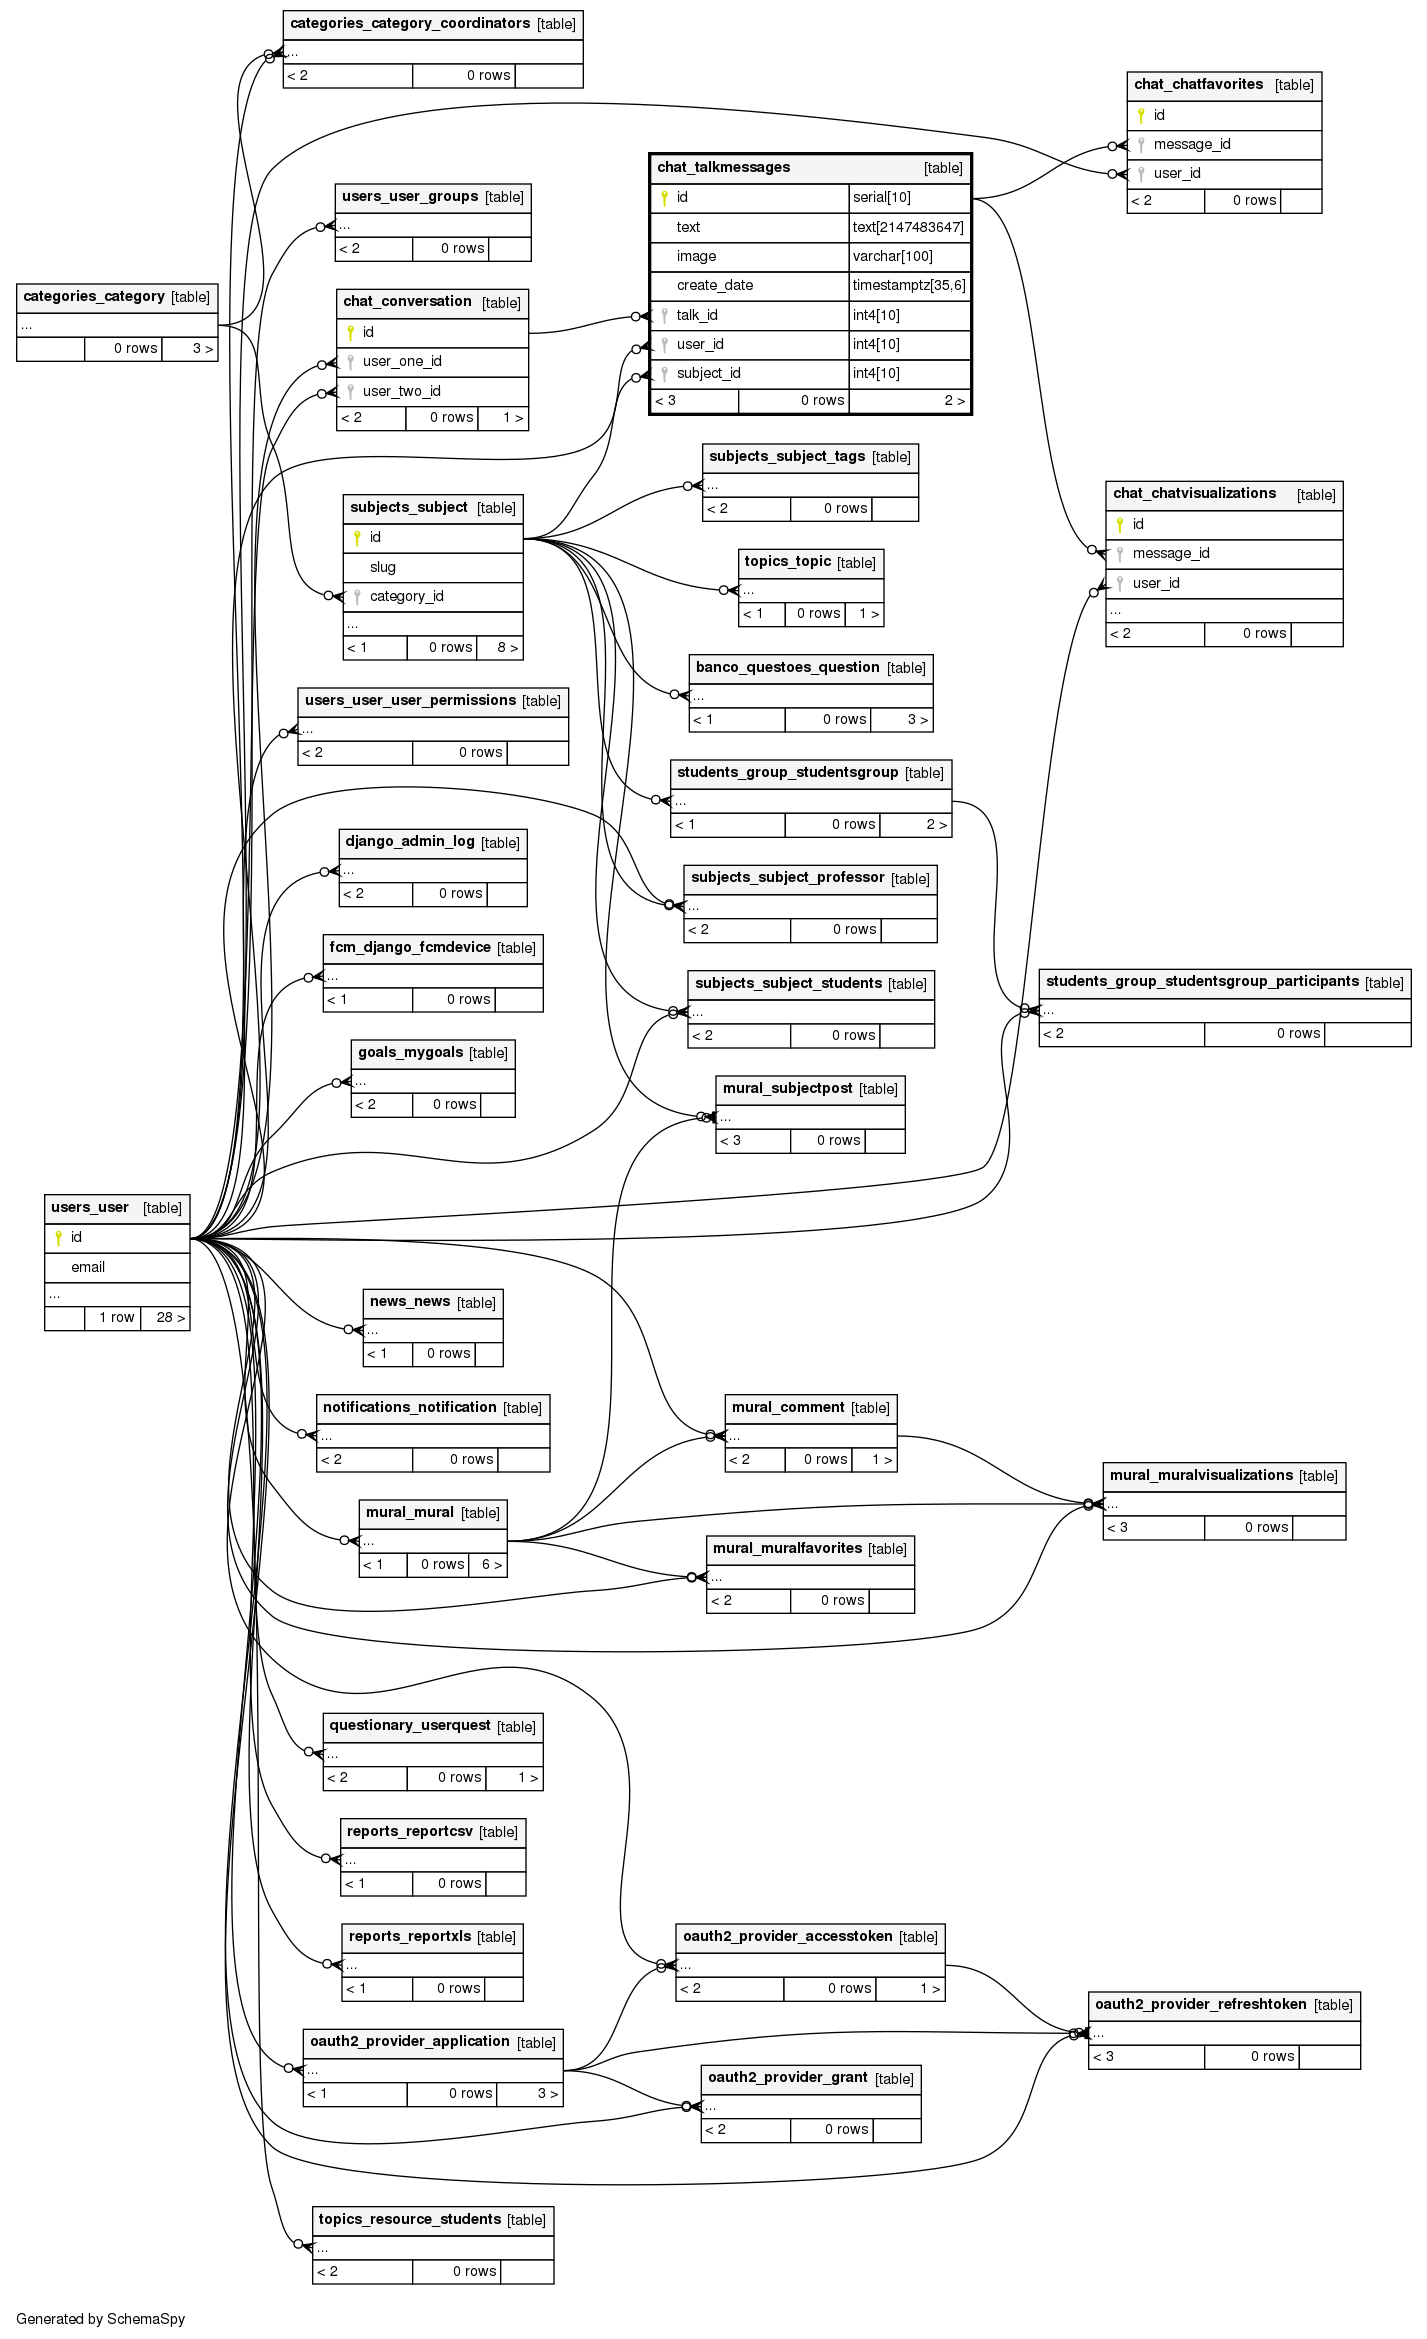 categories_category_coordinators [table]
...
< 2 0 rows
chat_chatfavorites [table]
id
message_id
user_id
< 2 0 rows
chat_talkmessages [table]
id serial[10]
text text[2147483647]
image varchar[100]
create_date timestamptz[35,6]
talk_id int4[10]
user_id int4[10]
subject_id int4[10]
< 3 0 rows 2 >
users_user_groups [table]
...
< 2 0 rows
categories_category [table]
...
0 rows 3 >
chat_conversation [table]
id
user_one_id
user_two_id
< 2 0 rows 1 >
subjects_subject_tags [table]
...
< 2 0 rows
chat_chatvisualizations [table]
id
message_id
user_id
...
< 2 0 rows
subjects_subject [table]
id
slug
category_id
...
< 1 0 rows 8 >
topics_topic [table]
...
< 1 0 rows 1 >
banco_questoes_question [table]
...
< 1 0 rows 3 >
users_user_user_permissions [table]
...
< 2 0 rows
students_group_studentsgroup [table]
...
< 1 0 rows 2 >
django_admin_log [table]
...
< 2 0 rows
subjects_subject_professor [table]
...
< 2 0 rows
fcm_django_fcmdevice [table]
...
< 1 0 rows
subjects_subject_students [table]
...
< 2 0 rows
students_group_studentsgroup_participants [table]
...
< 2 0 rows
goals_mygoals [table]
...
< 2 0 rows
mural_subjectpost [table]
...
< 3 0 rows
users_user [table]
id
email
...
1 row 28 >
news_news [table]
...
< 1 0 rows
notifications_notification [table]
...
< 2 0 rows
mural_comment [table]
...
< 2 0 rows 1 >
mural_muralvisualizations [table]
...
< 3 0 rows
mural_mural [table]
...
< 1 0 rows 6 >
mural_muralfavorites [table]
...
< 2 0 rows
questionary_userquest [table]
...
< 2 0 rows 1 >
reports_reportcsv [table]
...
< 1 0 rows
reports_reportxls [table]
...
< 1 0 rows
oauth2_provider_accesstoken [table]
...
< 2 0 rows 1 >
oauth2_provider_refreshtoken [table]
...
< 3 0 rows
oauth2_provider_application [table]
...
< 1 0 rows 3 >
oauth2_provider_grant [table]
...
< 2 0 rows
topics_resource_students [table]
...
< 2 0 rows
Generated by SchemaSpy